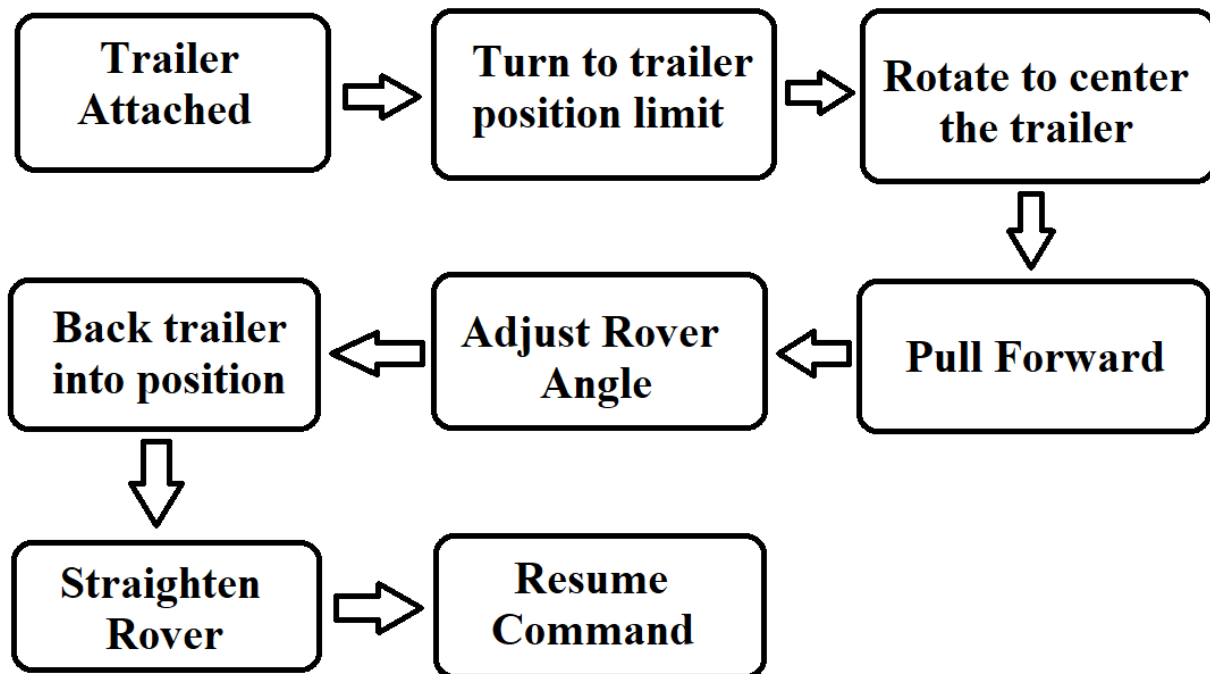 Trailer
Attached
Turn to trailer
position limit
Rotate to center
the trailer
Pull Forward
Adjust Rover
Angle
Back trailer
into position
Straighten
Rover
Resume
Command